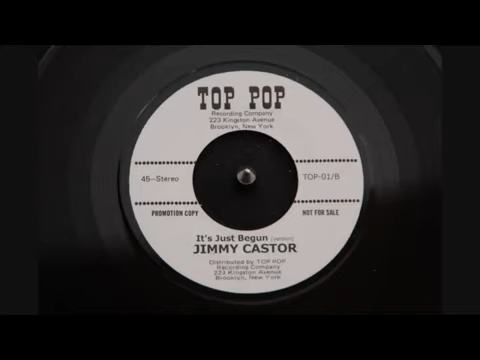 TOP POP
Recording Company
223 Kingston Avenue
Brooklyn, New York
45—Stereo
TOP-01/B
PROMOTION COPY
NOT FOR SALE
It's Just Begun (version)
JIMMY CASTOR
Distributed by TOP POP
Recording Company
223 Kingston Avenue
Brooklyn, New York